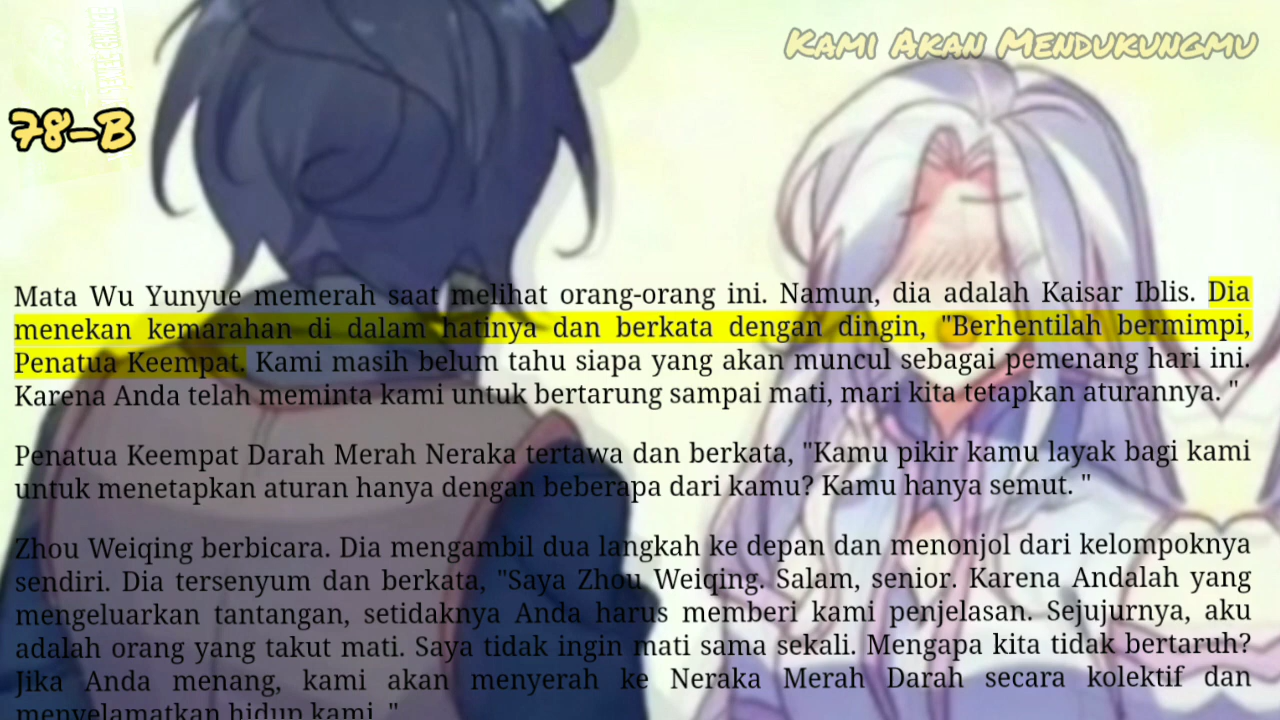 Kami Akan Mendukungmu
78-B
Mata Wu Yunyue memerah saat melihat orang-orang ini. Namun, dia adalah Kaisar Iblis. Dia
menekan kemarahan di dalam hatinya dan berkata dengan dingin, "Berhentilah bermimpi,
Penatua Keempat. Kami masih belum tahu siapa yang akan muncul sebagai pemenang hari ini.
Karena Anda telah meminta kami untuk bertarung sampai mati, mari kita tetapkan aturannya. "
Penatua Keempat Darah Merah Neraka tertawa dan berkata, "Kamu pikir kamu layak bagi kami
untuk menetapkan aturan hanya dengan beberapa dari kamu? Kamu hanya semut. "
Zhou Weiqing berbicara. Dia mengambil dua langkah ke depan dan menonjol dari kelompoknya
sendiri. Dia tersenyum dan berkata, "Saya Zhou Weiqing. Salam, senior. Karena Andalah yang
mengeluarkan tantangan, setidaknya Anda harus memberi kami penjelasan. Sejujurnya, aku
adalah orang yang takut mati. Saya tidak ingin mati sama sekali. Mengapa kita tidak bertaruh?
Jika Anda menang, kami akan menyerah ke Neraka Merah Darah secara kolektif dan
menyelamatkan hidup kami. "